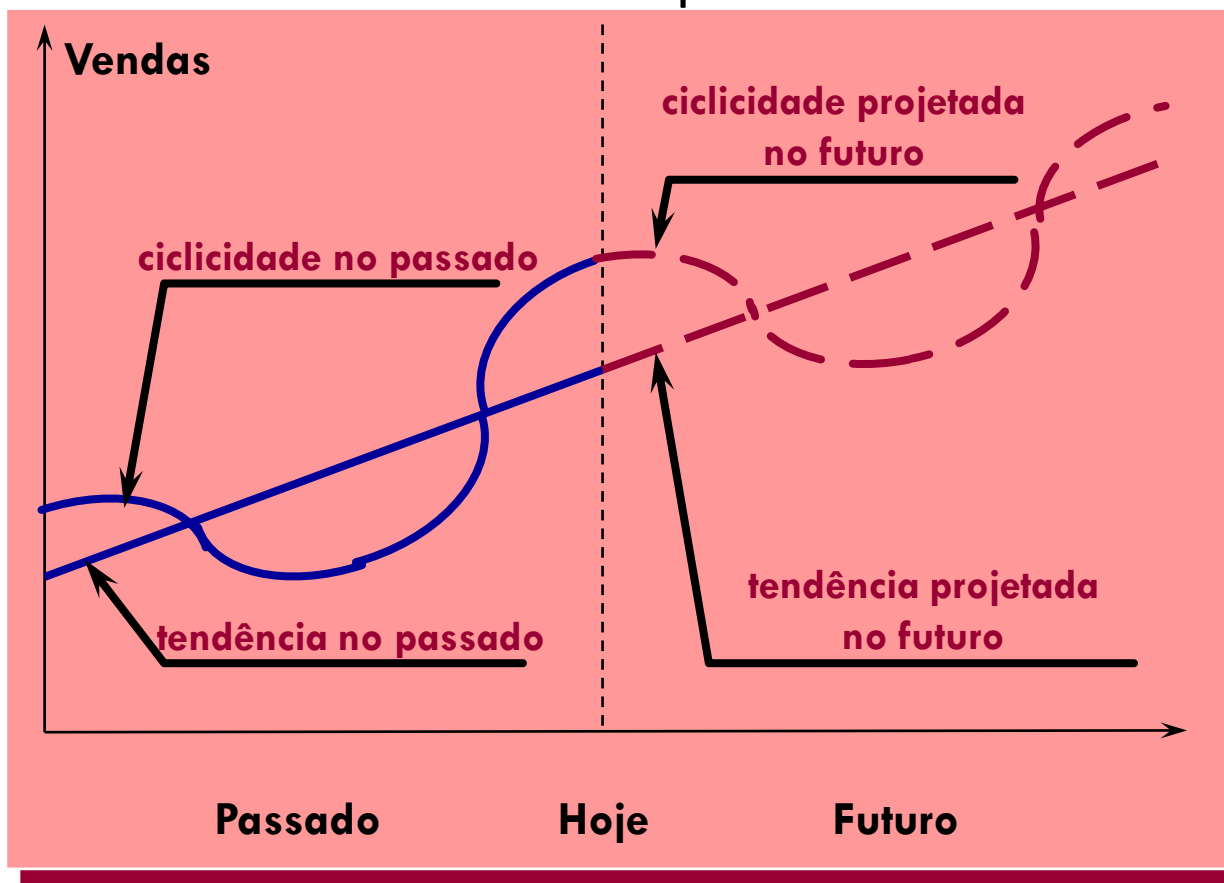 Vendas
ciclicidade projetada
no futuro
ciclicidade no passado
tendência projetada
no futuro
tendência no passado
Passado Hoje Futuro